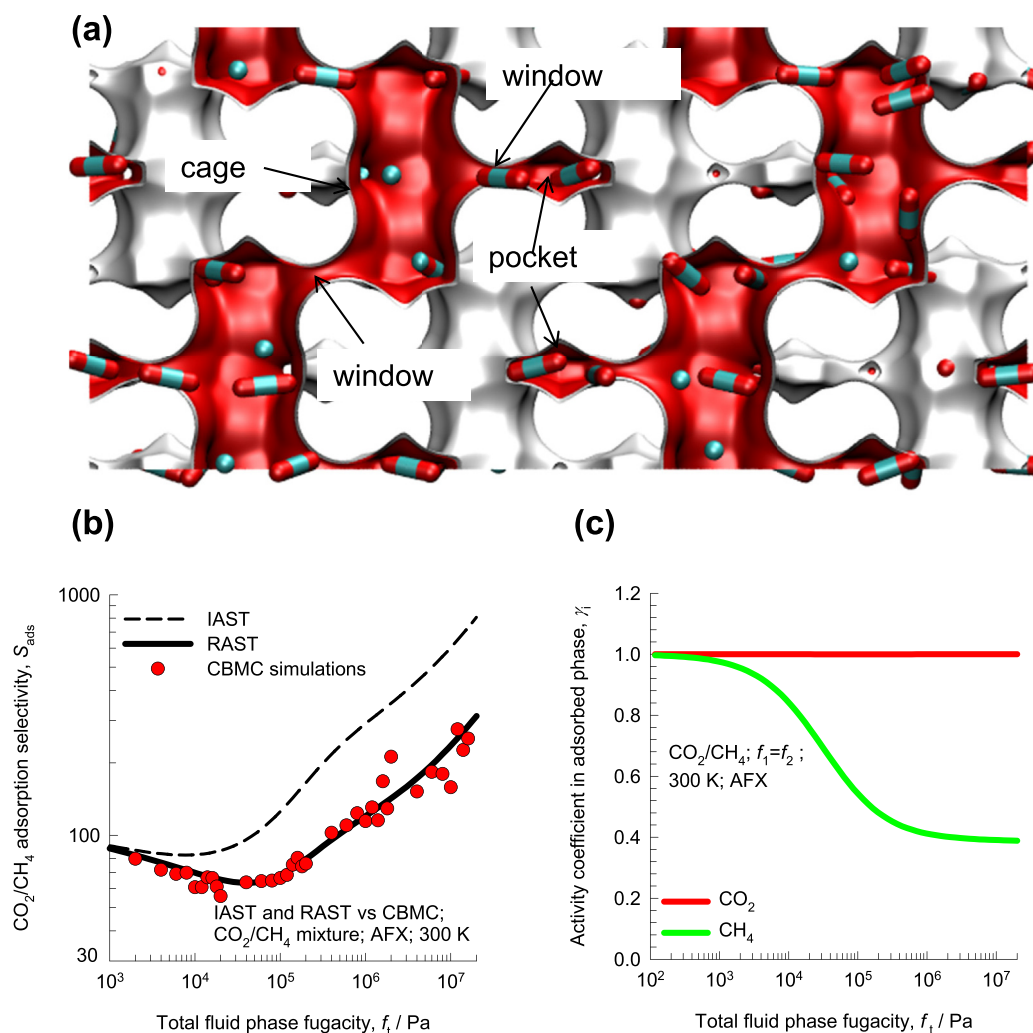 (a)
window
cage
pocket
window
(b)
CO₂/CH₄ adsorption selectivity, S_ads
1000
100
30
IAST
RAST
CBMC simulations
IAST and RAST vs CBMC;
CO₂/CH₄ mixture; AFX; 300 K
10³ 10⁴ 10⁵ 10⁶ 10⁷
Total fluid phase fugacity, fₜ / Pa
(c)
Activity coefficient in adsorbed phase, γᵢ
1.2
1.0
0.8
0.6
0.4
0.2
0.0
CO₂/CH₄; f₁=f₂ ;
300 K; AFX
CO₂
CH₄
10² 10³ 10⁴ 10⁵ 10⁶ 10⁷
Total fluid phase fugacity, fₜ / Pa